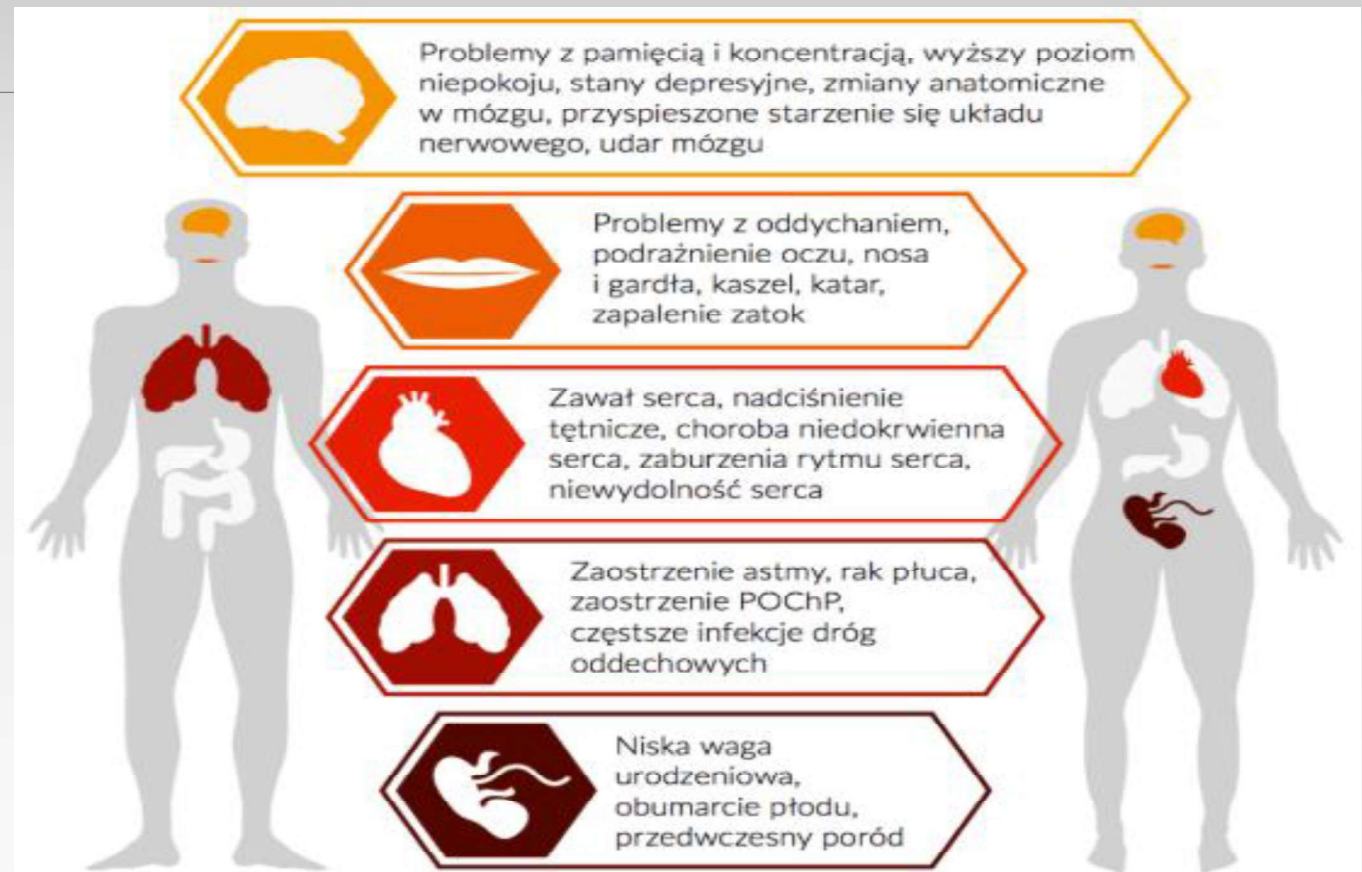 Problemy z pamięcią i koncentracją, wyższy poziom
niepokoju, stany depresyjne, zmiany anatomiczne
w mózgu, przyspieszone starzenie się układu
nerwowego, udar mózgu
Problemy z oddychaniem,
podrażnienie oczu, nosa
i gardła, kaszel, katar,
zapalenie zatok
Zawał serca, nadciśnienie
tętnicze, choroba niedokrwienna
serca, zaburzenia rytmu serca,
niewydolność serca
Zaostrzenie astmy, rak płuca,
zaostrzenie POChP,
częstsze infekcje dróg
oddechowych
Niska waga
urodzeniowa,
obumarcie płodu,
przedwczesny poród